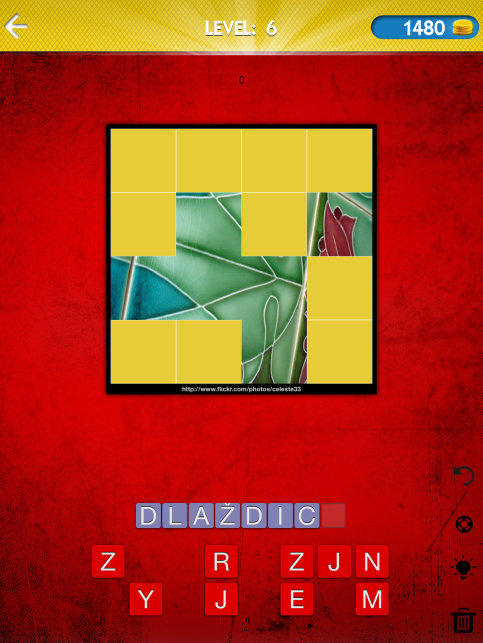 LEVEL: 6
1480
0
http://www.flickr.com/photos/celeste33
DLAŽDIC
Z R Z J N
Y J E M